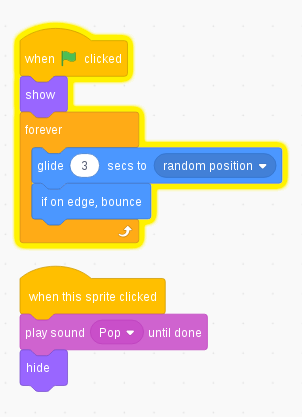 when clicked
show
forever
glide 3 secs to random position
if on edge, bounce
when this sprite clicked
play sound Pop until done
hide